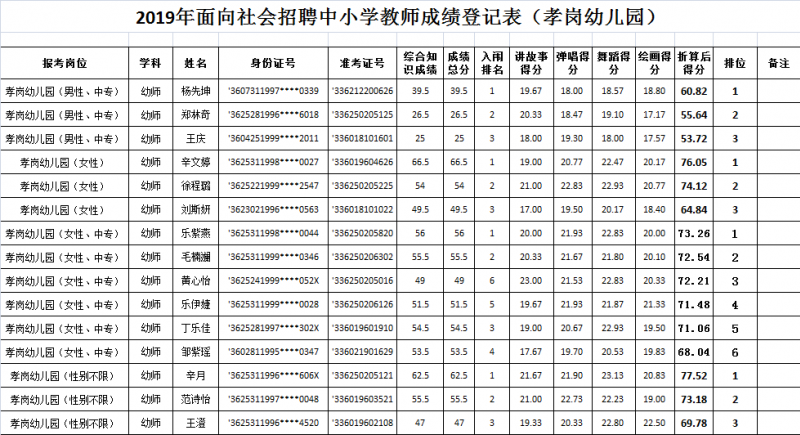 2019年面向社会招聘中小学教师成绩登记表（孝岗幼儿园）
报考岗位 学科 姓名 身份证号 准考证号 综合知识成绩 成绩总分 入闱排名 讲故事得分 弹唱得分 舞蹈得分 绘画得分 折算后得分 排位 备注
孝岗幼儿园（男性、中专） 幼师 杨先坤 '3607311997****0339 '336212200626 39.5 39.5 1 19.67 18.00 18.57 18.80 60.82 1
孝岗幼儿园（男性、中专） 幼师 郑林奇 '3625281996****6018 '336250205125 26.5 26.5 2 20.33 18.47 19.10 17.17 55.64 2
孝岗幼儿园（男性、中专） 幼师 王庆 '3604251999****2011 '336018101601 25 25 3 18.00 19.30 18.00 17.57 53.72 3
孝岗幼儿园（女性） 幼师 辛文婷 '3625311998****0027 '336019604626 66.5 66.5 1 19.00 20.77 22.47 20.17 76.05 1
孝岗幼儿园（女性） 幼师 徐程璐 '3625221999****2547 '336250205225 54 54 2 21.00 22.83 22.93 20.77 74.12 2
孝岗幼儿园（女性） 幼师 刘斯妍 '3623021996****0563 '336018101022 49.5 49.5 3 17.00 19.50 20.17 18.40 64.84 3
孝岗幼儿园（女性、中专） 幼师 乐紫燕 '3625311998****0044 '336250205820 56 56 1 20.00 21.93 22.83 20.00 73.26 1
孝岗幼儿园（女性、中专） 幼师 毛楠斓 '3625311999****0346 '336250206302 55.5 55.5 2 20.33 21.67 21.80 20.10 72.54 2
孝岗幼儿园（女性、中专） 幼师 黄心怡 '3625241999****052X '336250205016 49 49 6 23.00 21.53 22.83 20.83 72.21 3
孝岗幼儿园（女性、中专） 幼师 乐伊婕 '3625311999****0028 '336250206126 51.5 51.5 5 19.67 21.93 21.87 21.33 71.48 4
孝岗幼儿园（女性、中专） 幼师 丁乐佳 '3625281997****302X '336019601910 54.5 54.5 3 19.00 20.67 22.93 19.50 71.06 5
孝岗幼儿园（女性、中专） 幼师 邹紫瑶 '3602811995****0347 '336021901629 53.5 53.5 4 17.67 19.70 20.53 19.83 68.04 6
孝岗幼儿园（性别不限） 幼师 辛月 '3625311996****606X '336250205121 62.5 62.5 1 21.67 21.90 23.13 20.83 77.52 1
孝岗幼儿园（性别不限） 幼师 范诗怡 '3625311997****0048 '336019603521 55.5 55.5 2 21.00 22.73 22.23 19.00 73.18 2
孝岗幼儿园（性别不限） 幼师 '3625311996****4520 '336019602108 47 47 3 19.33 20.33 22.80 22.50 69.78 3